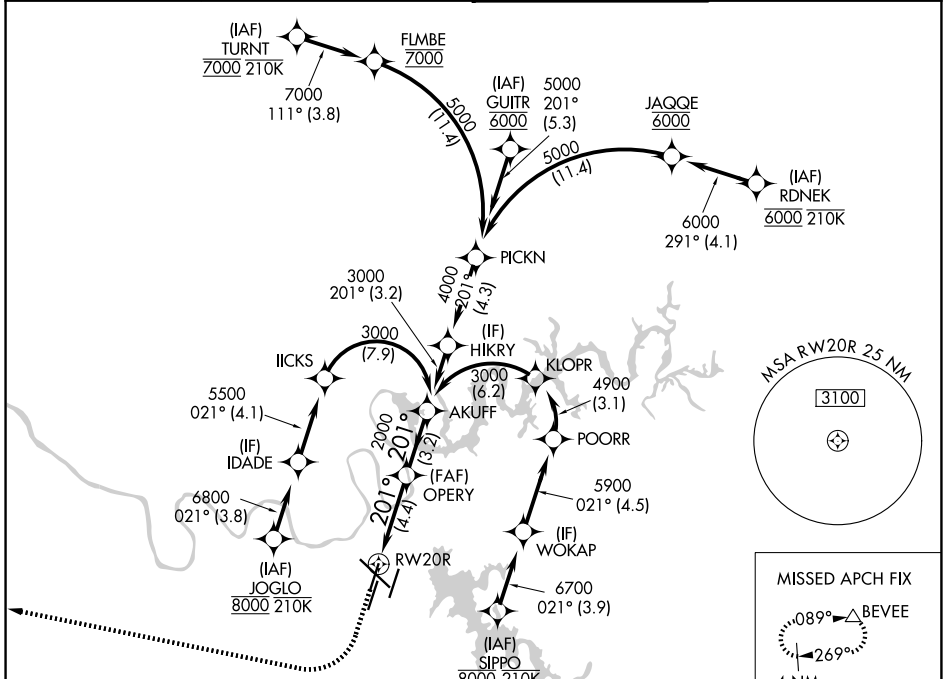 (IAF)
TURNT
7000 210K
FLMBE
7000
7000
111° (3.8)
5000
(11.4)
(IAF)
GUITR
6000
5000
201°
(5.3)
JAQQE
6000
5000
(11.4)
(IAF)
RDNEK
6000 210K
6000
291° (4.1)
PICKN
4000
201°
(4.3)
3000
201° (3.2)
(IF)
HIKRY
3000
(7.9)
IICKS
3000
(6.2)
KLOPR
4900
(3.1)
5500
021° (4.1)
AKUFF
POORR
2000
201°
(3.2)
(IF)
IDADE
(FAF)
OPERY
6800
021° (3.8)
201°
(4.4)
5900
021° (4.5)
(IF)
WOKAP
RW20R
(IAF)
JOGLO
8000 210K
6700
021° (3.9)
(IAF)
SIPPO
8000 210K
MSA RW20R 25 NM
3100
MISSED APCH FIX
089°
BEVEE
269°
4 NM